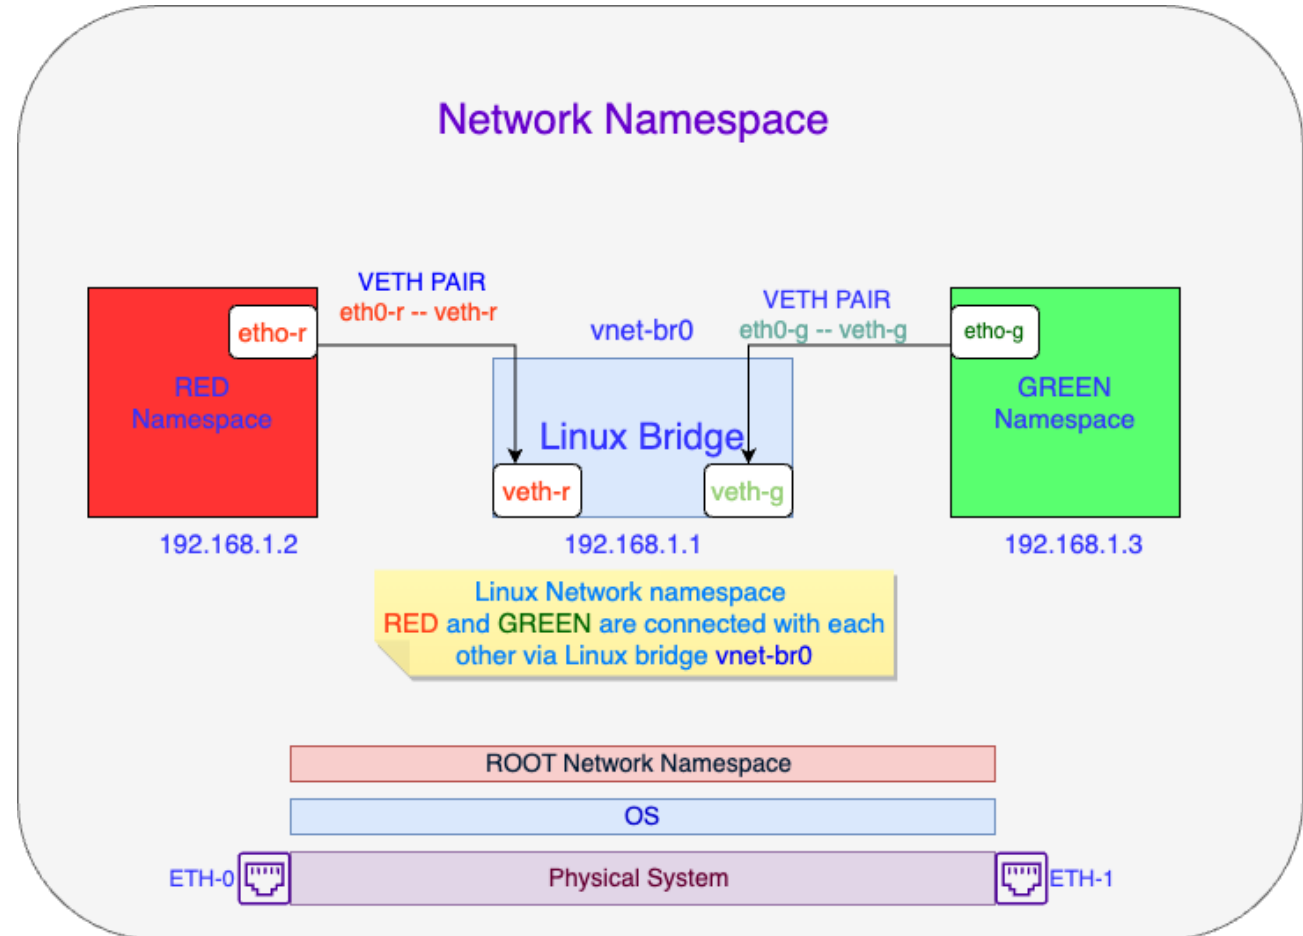 Network Namespace
VETH PAIR
eth0-r -- veth-r
VETH PAIR
eth0-g -- veth-g
vnet-br0
etho-r
etho-g
RED
Namespace
Linux Bridge
GREEN
Namespace
veth-r
veth-g
192.168.1.2
192.168.1.1
192.168.1.3
Linux Network namespace
RED and GREEN are connected with each
other via Linux bridge vnet-br0
ROOT Network Namespace
OS
ETH-0
Physical System
ETH-1